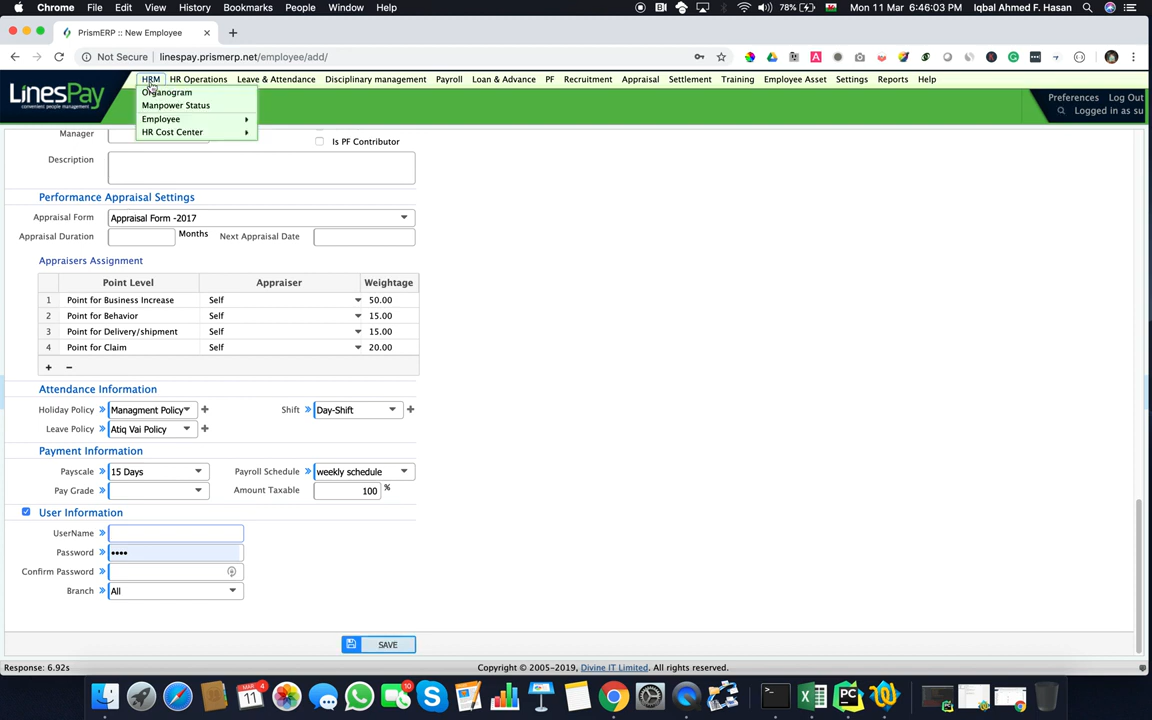 Chrome File Edit View History Bookmarks People Window Help 78% Mon 11 Mar 6:46:03 PM Iqbal Ahmed F. Hasan
PrismERP :: New Employee
Not Secure linespay.prismerp.net/employee/add/
HRM HR Operations Leave & Attendance Disciplinary management Payroll Loan & Advance PF Recruitment Appraisal Settlement Training Employee Asset Settings Reports Help
LinesPay
convenient people management
Organogram
Manpower Status
Employee
HR Cost Center
Preferences Log Out
Logged in as su
Manager Is PF Contributor
Description
Performance Appraisal Settings
Appraisal Form Appraisal Form -2017
Appraisal Duration Months Next Appraisal Date
Appraisers Assignment
Point Level Appraiser Weightage
1 Point for Business Increase Self 50.00
2 Point for Behavior Self 15.00
3 Point for Delivery/shipment Self 15.00
4 Point for Claim Self 20.00
+ −
Attendance Information
Holiday Policy » Managment Policy + Shift » Day-Shift +
Leave Policy » Atiq Vai Policy +
Payment Information
Payscale » 15 Days Payroll Schedule » weekly schedule
Pay Grade » Amount Taxable 100 %
User Information
UserName »
Password » ••••
Confirm Password »
Branch » All
SAVE
Response: 6.92s Copyright © 2005-2019, Divine IT Limited. All rights reserved.